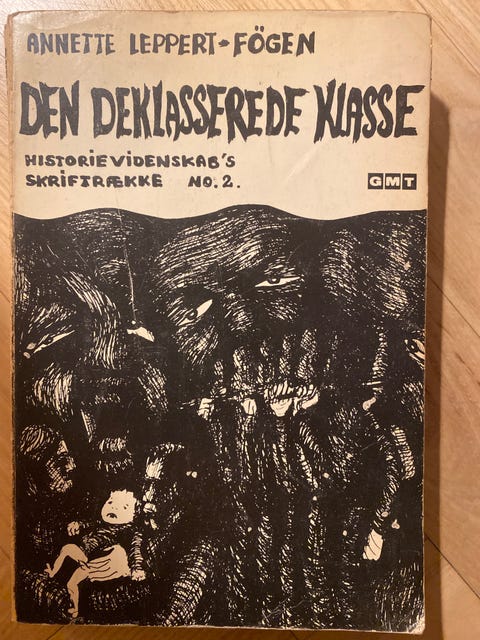 ANNETTE LEPPERT-FÖGEN
DEN DEKLASSEREDE KLASSE
HISTORIEVIDENSKAB'S
SKRIFTRÆKKE NO. 2.
GMT